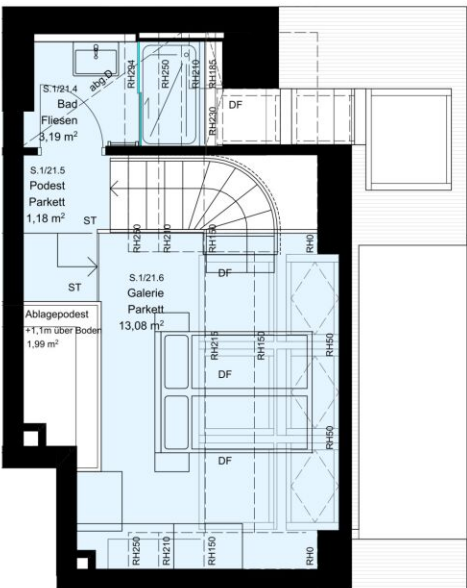 S.1/21.4
Bad
Fliesen
3,19 m²
abg.D.
RH294
RH250
RH210
RH185
RH230
DF
S.1/21.5
Podest
Parkett
1,18 m²
ST
ST
RH250
RH210
RH150
RH0
DF
S.1/21.6
Galerie
Parkett
13,08 m²
Ablagepodest
+1,1m über Boden
1,99 m²
RH215
RH150
RH50
DF
RH50
DF
RH250
RH210
RH150
RH0